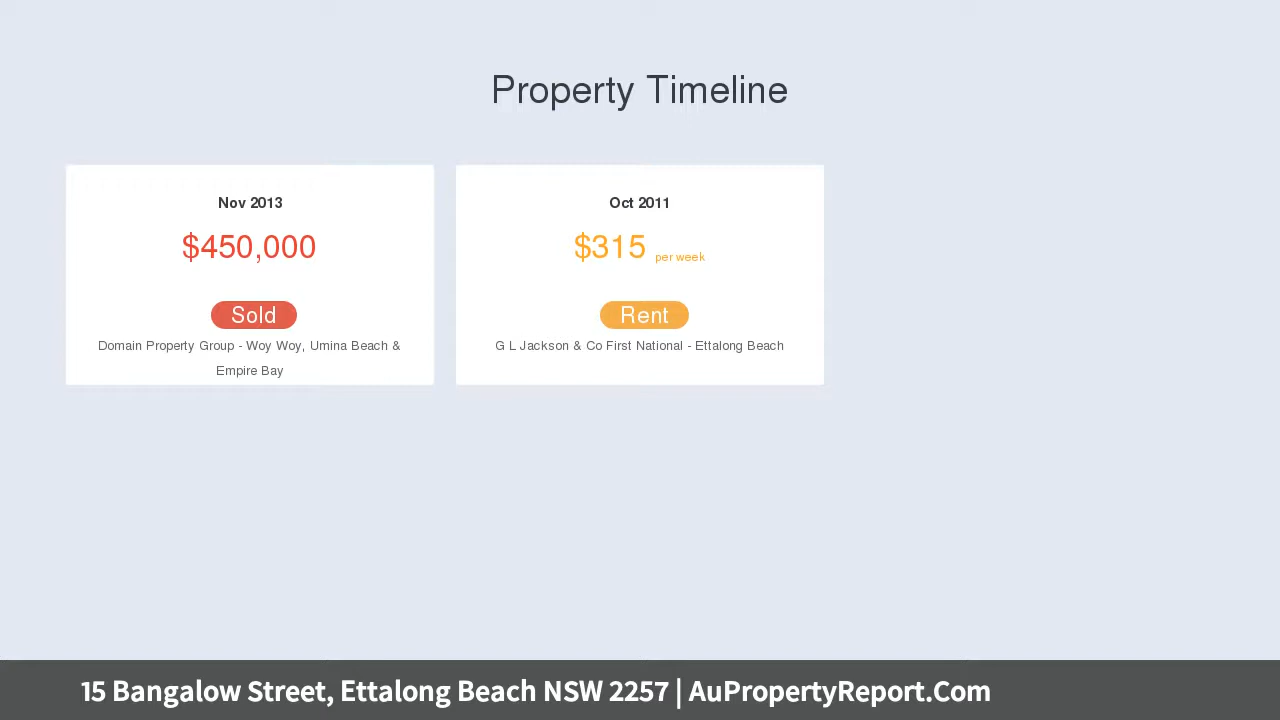 Property Timeline
Nov 2013
$450,000
Sold
Domain Property Group - Woy Woy, Umina Beach &
Empire Bay
Oct 2011
$315 per week
Rent
G L Jackson & Co First National - Ettalong Beach
15 Bangalow Street, Ettalong Beach NSW 2257 | AuPropertyReport.Com